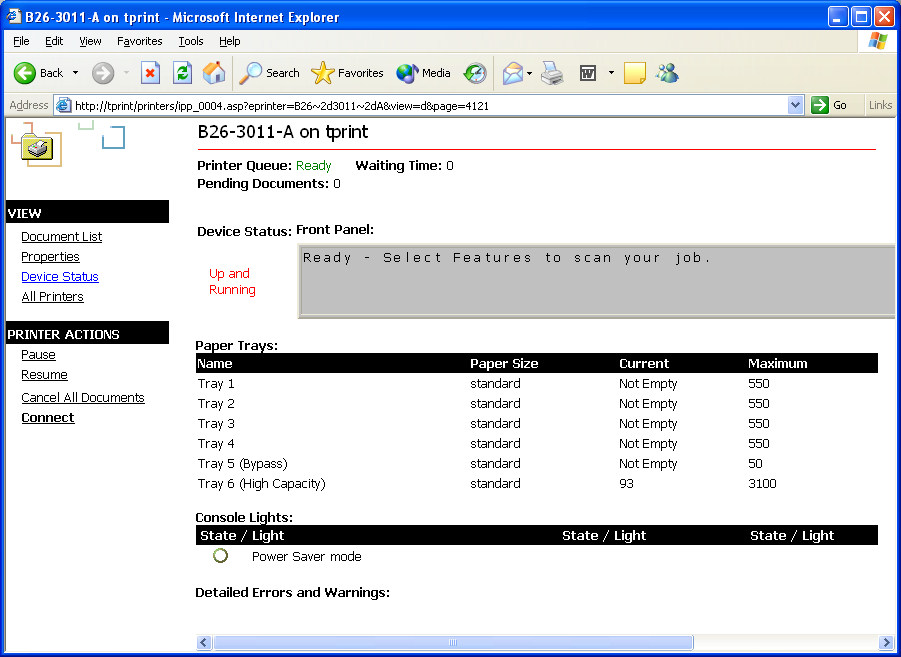 B26-3011-A on tprint - Microsoft Internet Explorer
File Edit View Favorites Tools Help
Back Search Favorites Media
Address http://tprint/printers/ipp_0004.asp?eprinter=B26~2d3011~2dA&view=d&page=4121 Go Links
B26-3011-A on tprint
Printer Queue: Ready Waiting Time: 0
Pending Documents: 0
VIEW
Document List
Properties
Device Status
All Printers
PRINTER ACTIONS
Pause
Resume
Cancel All Documents
Connect
Device Status: Front Panel:
Up and
Running
Ready - Select Features to scan your job.
Paper Trays:
Name Paper Size Current Maximum
Tray 1 standard Not Empty 550
Tray 2 standard Not Empty 550
Tray 3 standard Not Empty 550
Tray 4 standard Not Empty 550
Tray 5 (Bypass) standard Not Empty 50
Tray 6 (High Capacity) standard 93 3100
Console Lights:
State / Light State / Light State / Light
Power Saver mode
Detailed Errors and Warnings: